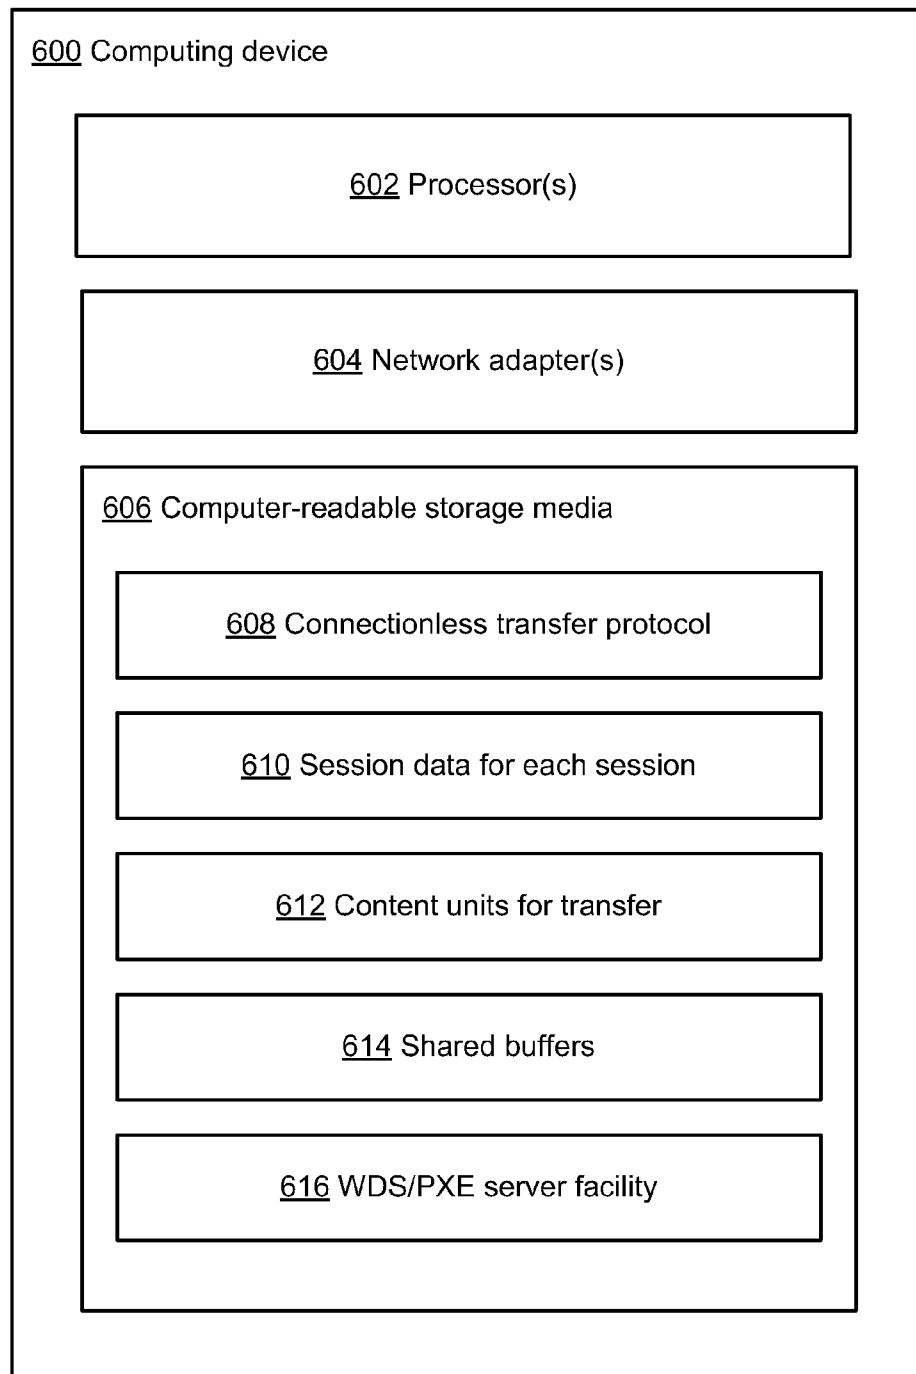 600 Computing device
602 Processor(s)
604 Network adapter(s)
606 Computer-readable storage media
608 Connectionless transfer protocol
610 Session data for each session
612 Content units for transfer
614 Shared buffers
616 WDS/PXE server facility